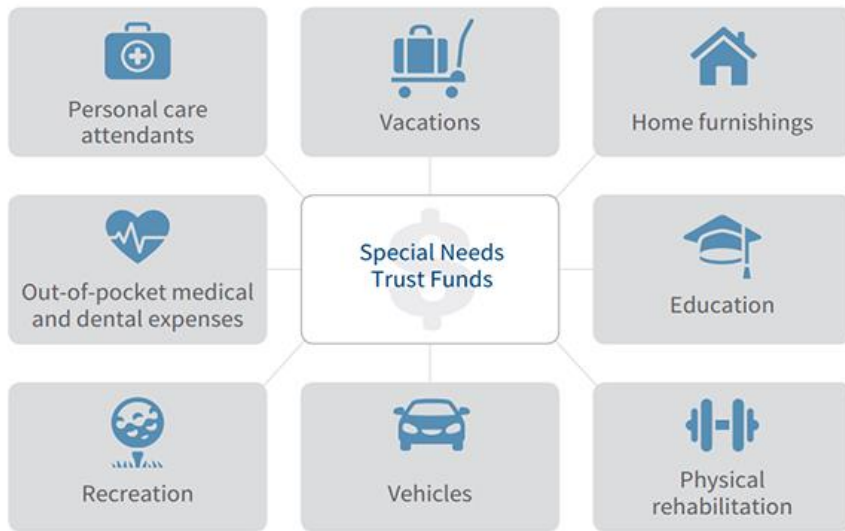 Personal care
attendants
Vacations
Home furnishings
Out-of-pocket medical
and dental expenses
$
Special Needs
Trust Funds
Education
Recreation
Vehicles
Physical
rehabilitation